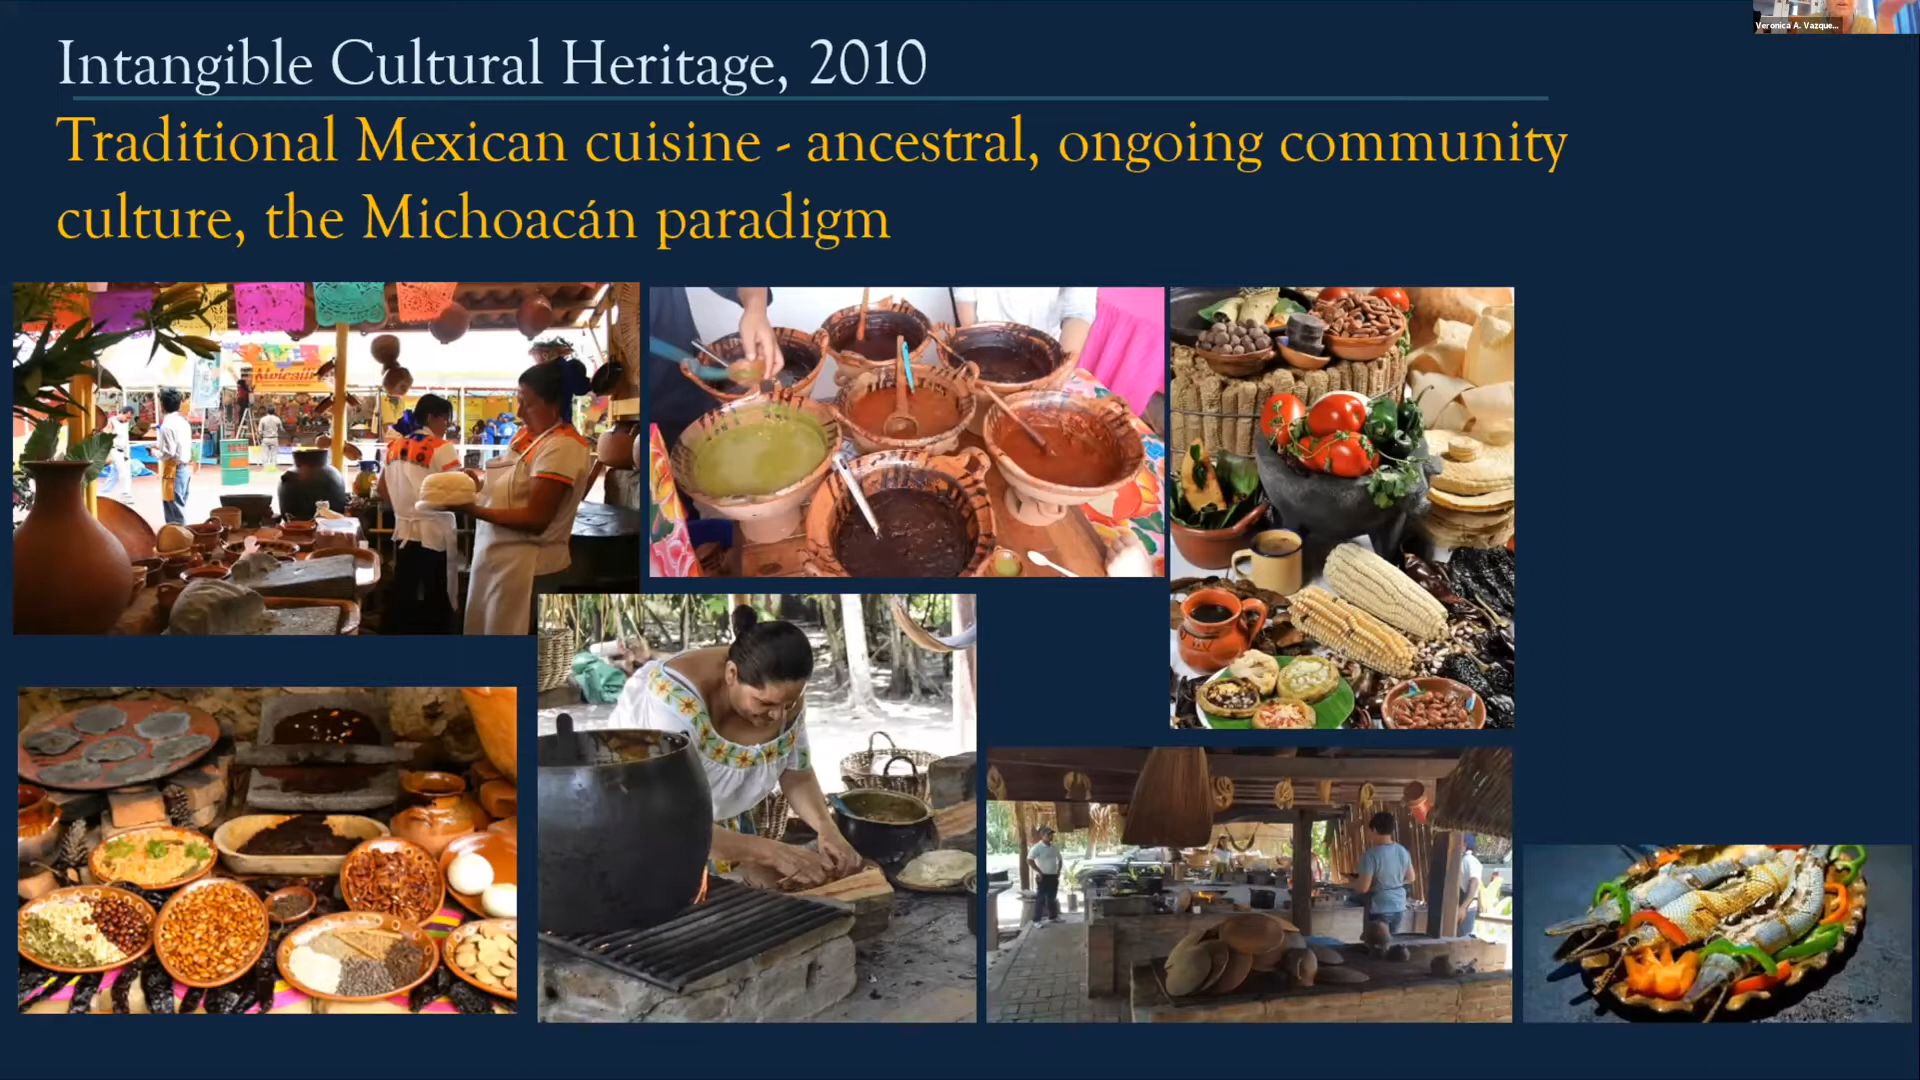 Veronica A. Vazque...
Intangible Cultural Heritage, 2010
Traditional Mexican cuisine - ancestral, ongoing community
culture, the Michoacán paradigm